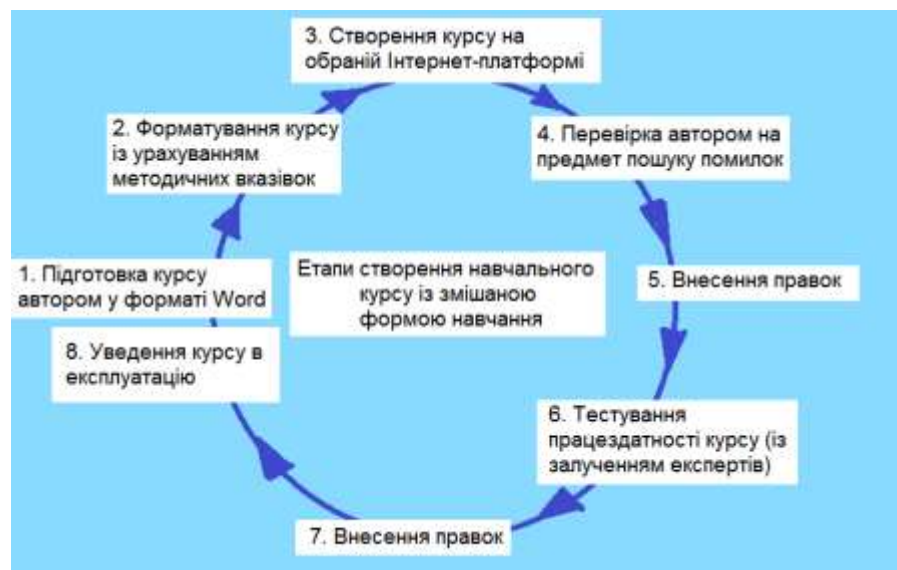 3. Створення курсу на
обраній Інтернет-платформі
2. Форматування курсу
із урахуванням
методичних вказівок
4. Перевірка автором на
предмет пошуку помилок
1. Підготовка курсу
автором у форматі Word
Етапи створення навчального
курсу із змішаною
формою навчання
5. Внесення правок
8. Уведення курсу в
експлуатацію
6. Тестування
працездатності курсу (із
залученням експертів)
7. Внесення правок